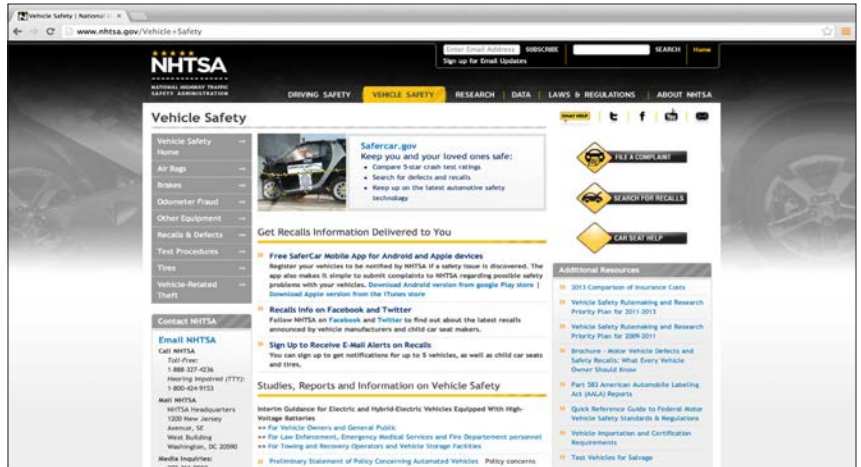 Vehicle Safety | National
www.nhtsa.gov/Vehicle+Safety
NHTSA
NATIONAL HIGHWAY TRAFFIC
SAFETY ADMINISTRATION
Enter Email Address SUBSCRIBE SEARCH Home
Sign up for Email Updates
DRIVING SAFETY VEHICLE SAFETY RESEARCH DATA LAWS & REGULATIONS ABOUT NHTSA
Vehicle Safety
CHAT HELP
Vehicle Safety
Home
Air Bags
Brakes
Odometer Fraud
Other Equipment
Recalls & Defects
Test Procedures
Tires
Vehicle-Related
Theft
Contact NHTSA
Email NHTSA
Call NHTSA
Toll-Free:
1-888-327-4236
Hearing Impaired (TTY):
1-800-424-9153
Mail NHTSA
NHTSA Headquarters
1200 New Jersey
Avenue, SE
West Building
Washington, DC 20590
Media Inquiries:
Safercar.gov
Keep you and your loved ones safe:
• Compare 5-star crash test ratings
• Search for defects and recalls
• Keep up on the latest automotive safety
technology
Get Recalls Information Delivered to You
Free SaferCar Mobile App for Android and Apple devices
Register your vehicles to be notified by NHTSA if a safety issue is discovered. The
app also makes it simple to submit complaints to NHTSA regarding possible safety
problems with your vehicles. Download Android version from google Play store |
Download Apple version from the iTunes store
Recalls Info on Facebook and Twitter
Follow NHTSA on Facebook and Twitter to find out about the latest recalls
announced by vehicle manufacturers and child car seat makers.
Sign Up to Receive E-Mail Alerts on Recalls
You can sign up to get notifications for up to 5 vehicles, as well as child car seats
and tires.
Studies, Reports and Information on Vehicle Safety
Interim Guidance for Electric and Hybrid-Electric Vehicles Equipped With High-
Voltage Batteries
•• For Vehicle Owners and General Public
•• For Law Enforcement, Emergency Medical Services and Fire Departement personnel
•• For Towing and Recovery Operators and Vehicle Storage Facilities
Preliminary Statement of Policy Concerning Automated Vehicles Policy concerns
FILE A COMPLAINT
SEARCH FOR RECALLS
CAR SEAT HELP
Additional Resources
2013 Comparison of Insurance Costs
Vehicle Safety Rulemaking and Research
Priority Plan for 2011-2013
Vehicle Safety Rulemaking and Research
Priority Plan for 2009-2011
Brochure - Motor Vehicle Defects and
Safety Recalls: What Every Vehicle
Owner Should Know
Part 583 American Automobile Labeling
Act (AALA) Reports
Quick Reference Guide to Federal Motor
Vehicle Safety Standards & Regulations
Vehicle Importation and Certification
Requirements
Test Vehicles for Salvage